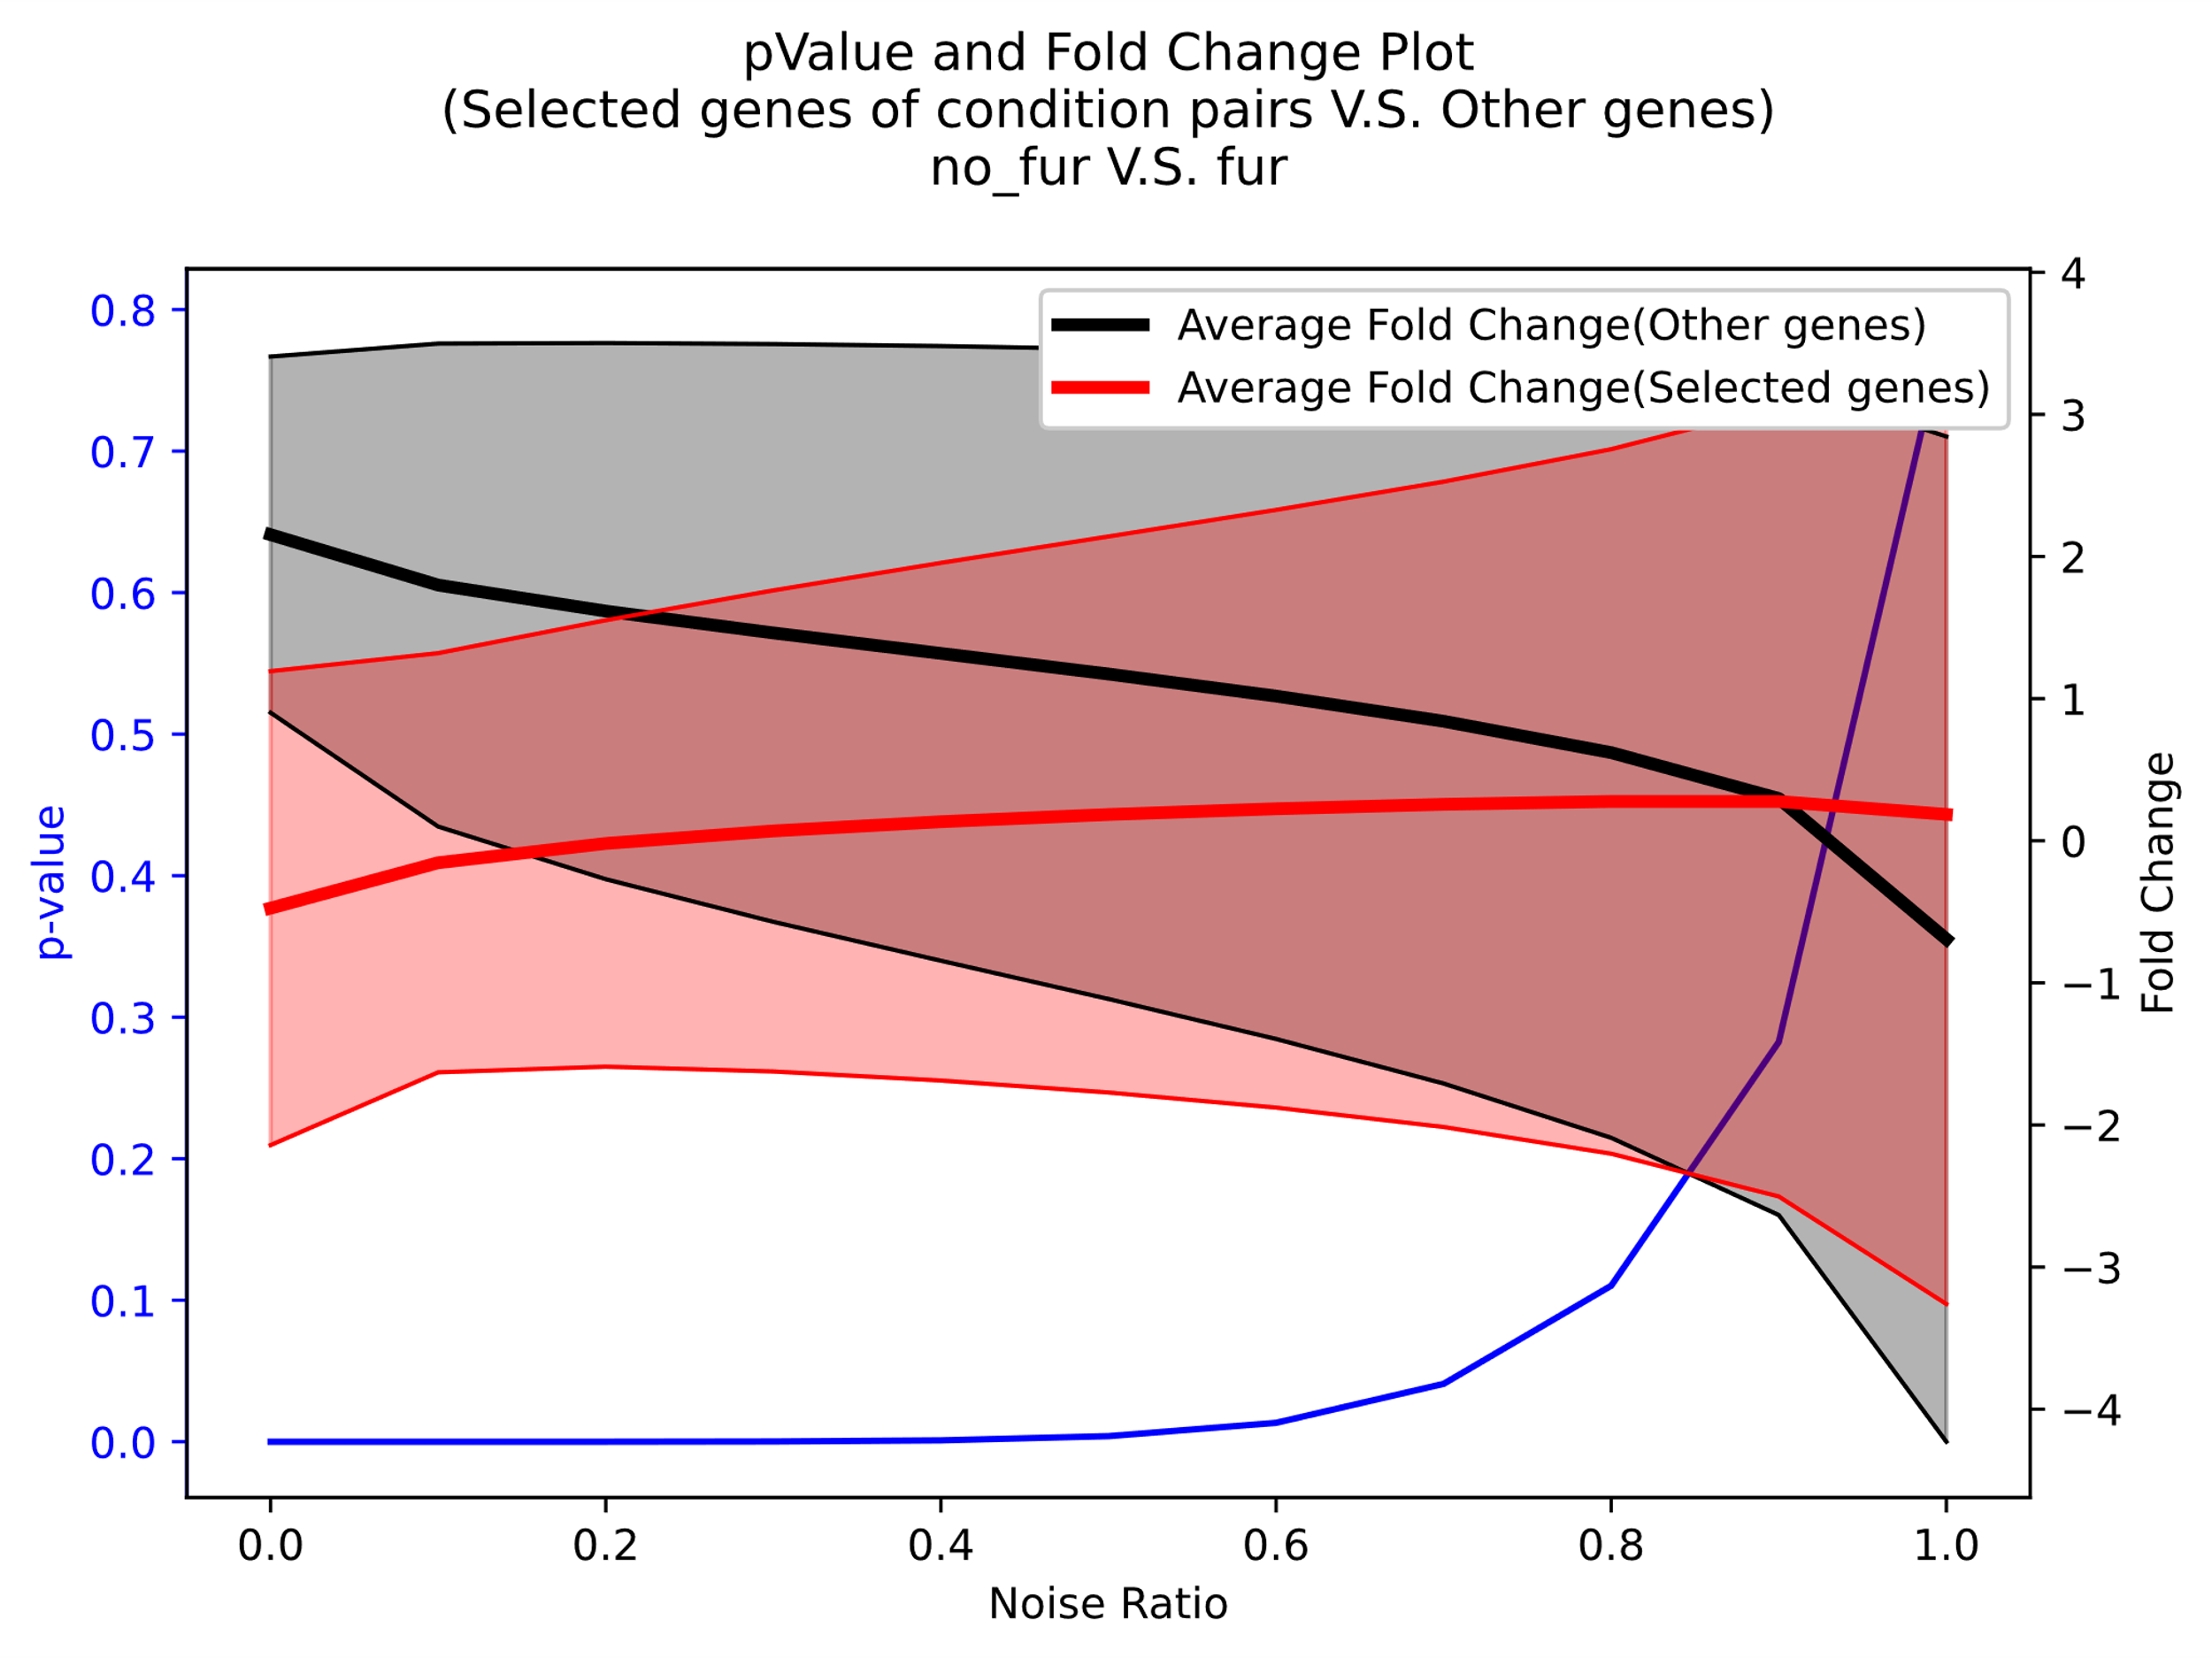 pValue and Fold Change Plot
(Selected genes of condition pairs V.S. Other genes)
no_fur V.S. fur
Average Fold Change(Other genes)
Average Fold Change(Selected genes)
0.8
0.7
0.6
0.5
0.4
0.3
0.2
0.1
0.0
p-value
4
3
2
1
0
−1
−2
−3
−4
Fold Change
0.0 0.2 0.4 0.6 0.8 1.0
Noise Ratio